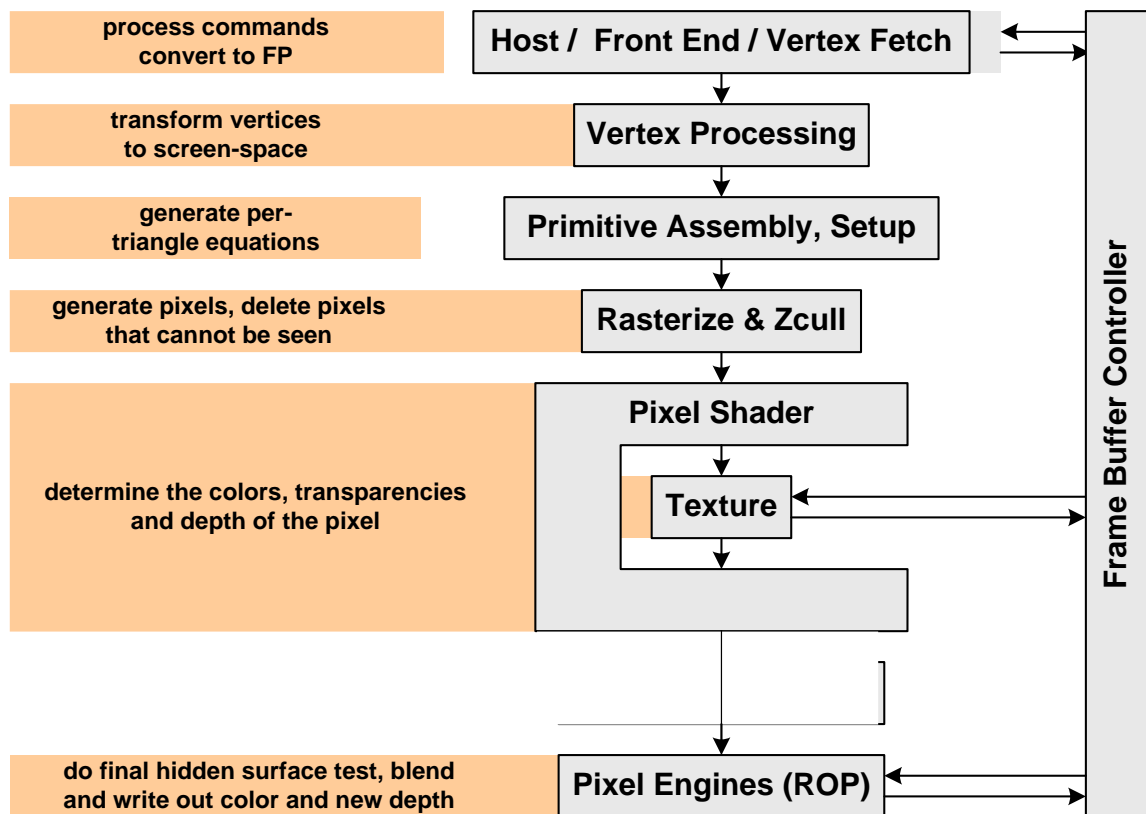 process commands
convert to FP
Host /  Front End / Vertex Fetch
transform vertices
to screen-space
Vertex Processing
generate per-
triangle equations
Primitive Assembly, Setup
generate pixels, delete pixels
that cannot be seen
Rasterize & Zcull
Pixel Shader
determine the colors, transparencies
and depth of the pixel
Texture
do final hidden surface test, blend
and write out color and new depth
Pixel Engines (ROP)
Frame Buffer Controller